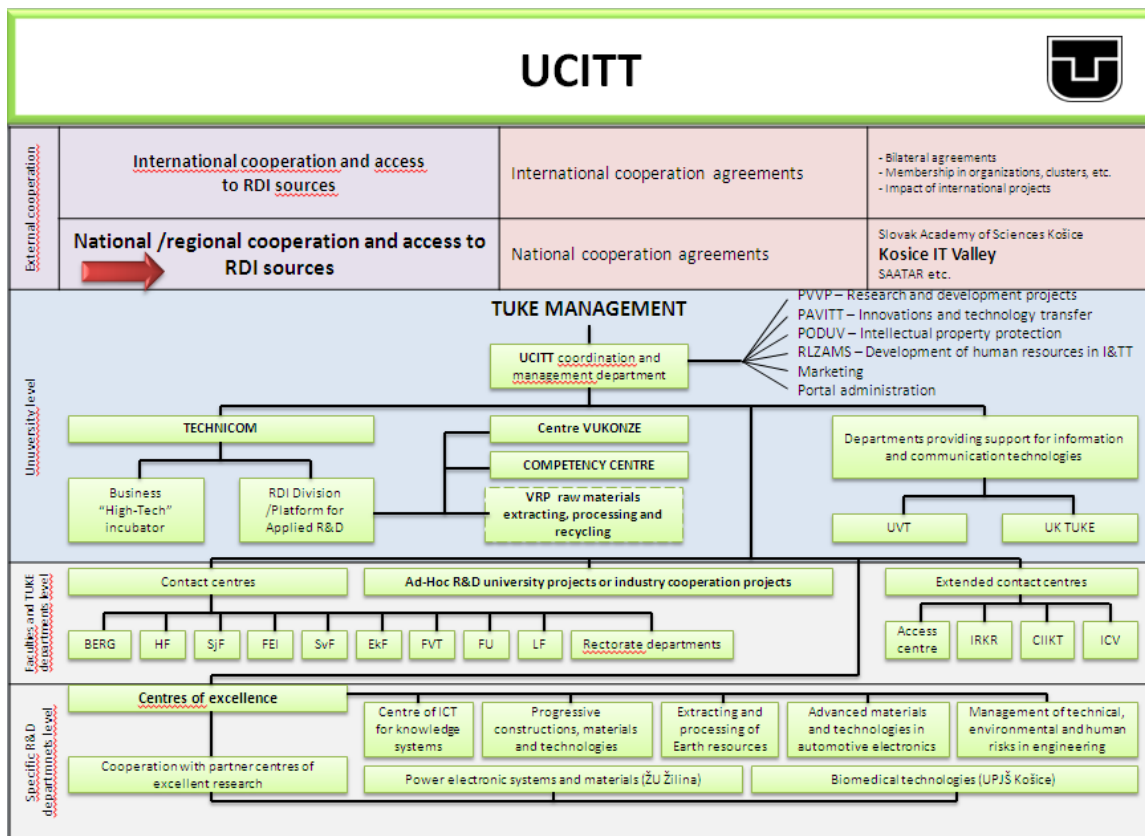 UCITT
External cooperation
International cooperation and access
to RDI sources
International cooperation agreements
- Bilateral agreements
- Membership in organizations, clusters, etc.
- Impact of international projects
National /regional cooperation and access to
RDI sources
National cooperation agreements
Slovak Academy of Sciences Košice
Kosice IT Valley
SAATAR etc.
Unuversity level
TUKE MANAGEMENT
UCITT coordination and
management department
PVVP – Research and development projects
PAVITT – Innovations and technology transfer
PODUV – Intellectual property protection
RLZAMS – Development of human resources in I&TT
Marketing
Portal administration
TECHNICOM
Business
“High-Tech”
incubator
RDI Division
/Platform for
Applied R&D
Centre VUKONZE
COMPETENCY CENTRE
VRP raw materials
extracting, processing and
recycling
Departments providing support for information
and communication technologies
UVT
UK TUKE
Faculties and TUKE
departments level
Contact centres
Ad-Hoc R&D university projects or industry cooperation projects
Extended contact centres
BERG
HF
SjF
FEI
SvF
EkF
FVT
FU
LF
Rectorate departments
Access
centre
IRKR
CIIKT
ICV
Specific R&D
departmnets level
Centres of excellence
Centre of ICT
for knowledge
systems
Progressive
constructions, materials
and technologies
Extracting and
processing of
Earth resources
Advanced materials
and technologies in
automotive electronics
Management of technical,
environmental and human
risks in engineering
Cooperation with partner centres of
excellent research
Power electronic systems and materials (ŽU Žilina)
Biomedical technologies (UPJŠ Košice)